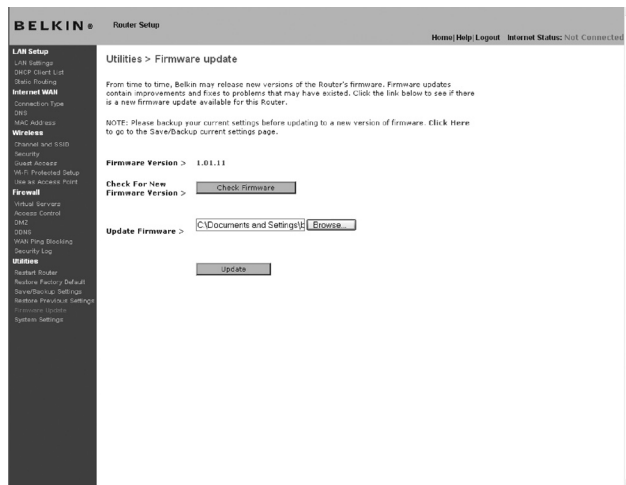 BELKIN®
Router Setup
Home|Help|Logout Internet Status: Not Connected
LAN Setup
LAN Settings
DHCP Client List
Static Routing
Internet WAN
Connection Type
DNS
MAC Address
Wireless
Channel and SSID
Security
Guest Access
Wi-Fi Protected Setup
Use as Access Point
Firewall
Virtual Servers
Access Control
DMZ
DDNS
WAN Ping Blocking
Security Log
Utilities
Restart Router
Restore Factory Default
Save/Backup Settings
Restore Previous Settings
Firmware Update
System Settings
Utilities > Firmware update
From time to time, Belkin may release new versions of the Router's firmware. Firmware updates
contain improvements and fixes to problems that may have existed. Click the link below to see if there
is a new firmware update available for this Router.
NOTE: Please backup your current settings before updating to a new version of firmware. Click Here
to go to the Save/Backup current settings page.
Firmware Version > 1.01.11
Check For New
Firmware Version > Check Firmware
Update Firmware > C:\Documents and Settings\b Browse...
Update